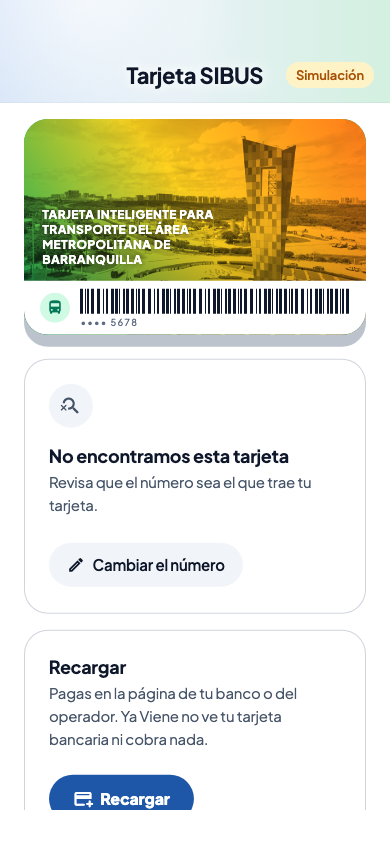 Tarjeta SIBUS
Simulación
TARJETA INTELIGENTE PARA
TRANSPORTE DEL ÁREA
METROPOLITANA DE
BARRANQUILLA
•••• 5678
No encontramos esta tarjeta
Revisa que el número sea el que trae tu
tarjeta.
Cambiar el número
Recargar
Pagas en la página de tu banco o del
operador. Ya Viene no ve tu tarjeta
bancaria ni cobra nada.
Recargar